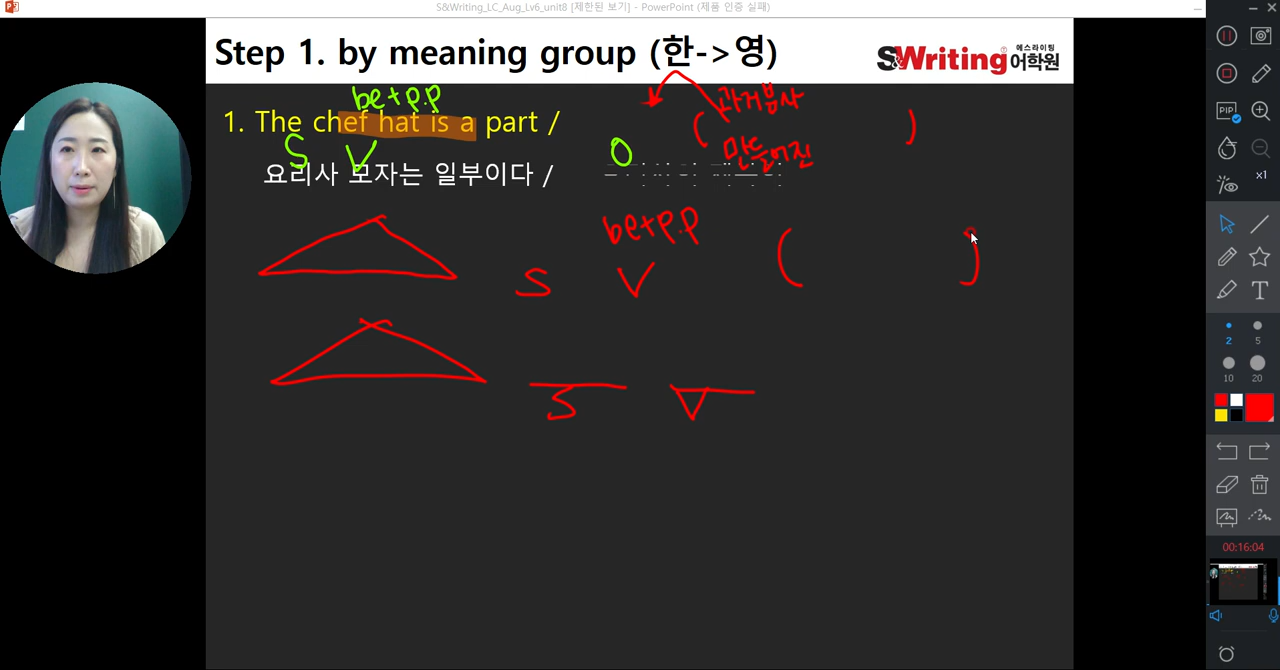 S&Writing_LC_Aug_Lv6_unit8 [제한된 보기] - PowerPoint (제품 인증 실패)
Step 1. by meaning group (한->영)
S&Writing® 에스라이팅 어학원
be+p.p
과거분사
1. The chef hat is a part / ( )
S V O 만들어진
요리사 모자는 일부이다 /
be+p.p
S V ( )
S V
PIP
x1
T
2 5
10 20
00:16:04